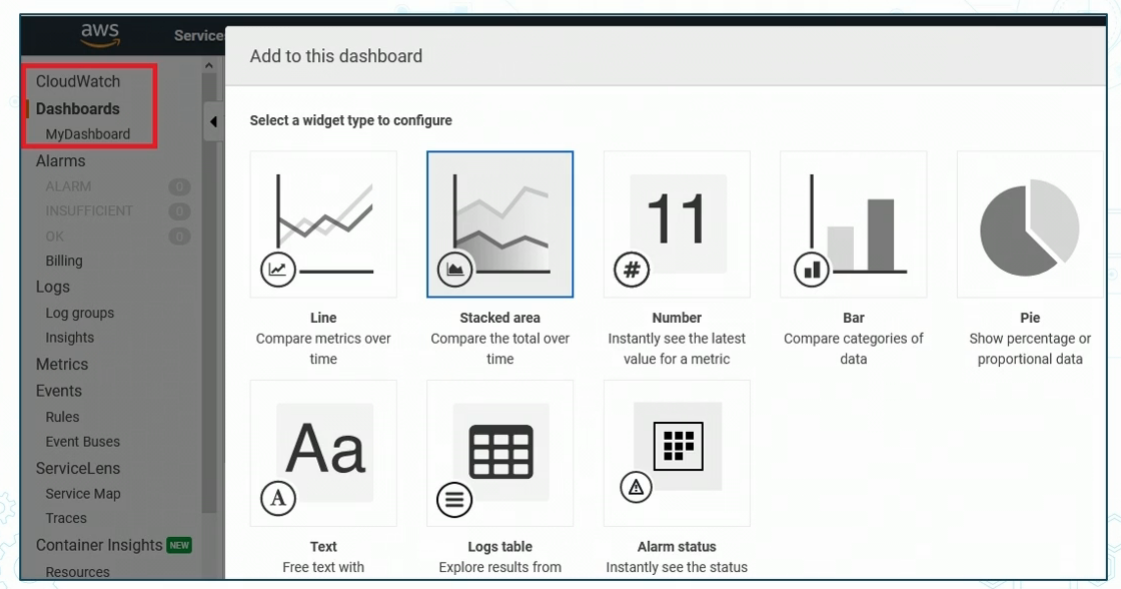 aws
Service
CloudWatch
Dashboards
MyDashboard
Alarms
ALARM 0
INSUFFICIENT 0
OK 0
Billing
Logs
Log groups
Insights
Metrics
Events
Rules
Event Buses
ServiceLens
Service Map
Traces
Container Insights NEW
Resources
Add to this dashboard
Select a widget type to configure
11
#
Line
Compare metrics over
time
Stacked area
Compare the total over
time
Number
Instantly see the latest
value for a metric
Bar
Compare categories of
data
Pie
Show percentage or
proportional data
Aa
A
Text
Free text with
Logs table
Explore results from
Alarm status
Instantly see the status